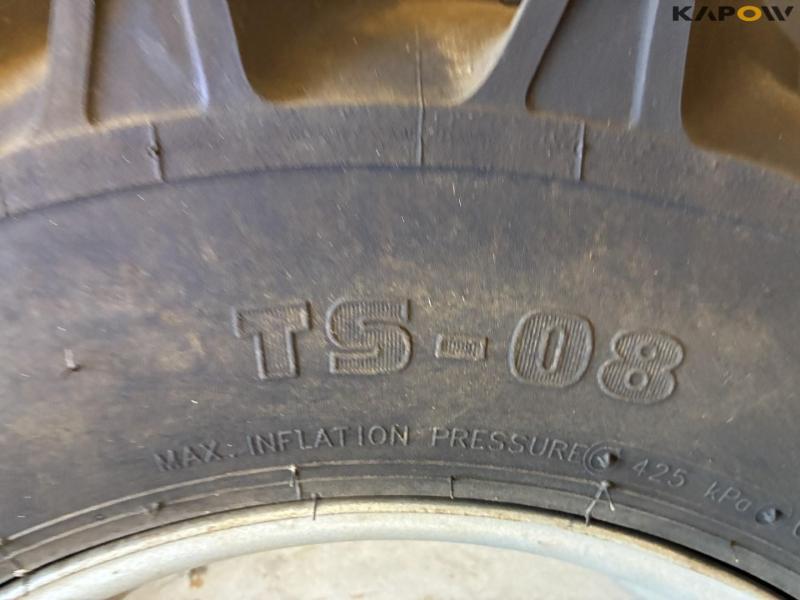 KAPOW
TS-08
MAX. INFLATION PRESSURE 425 kPa